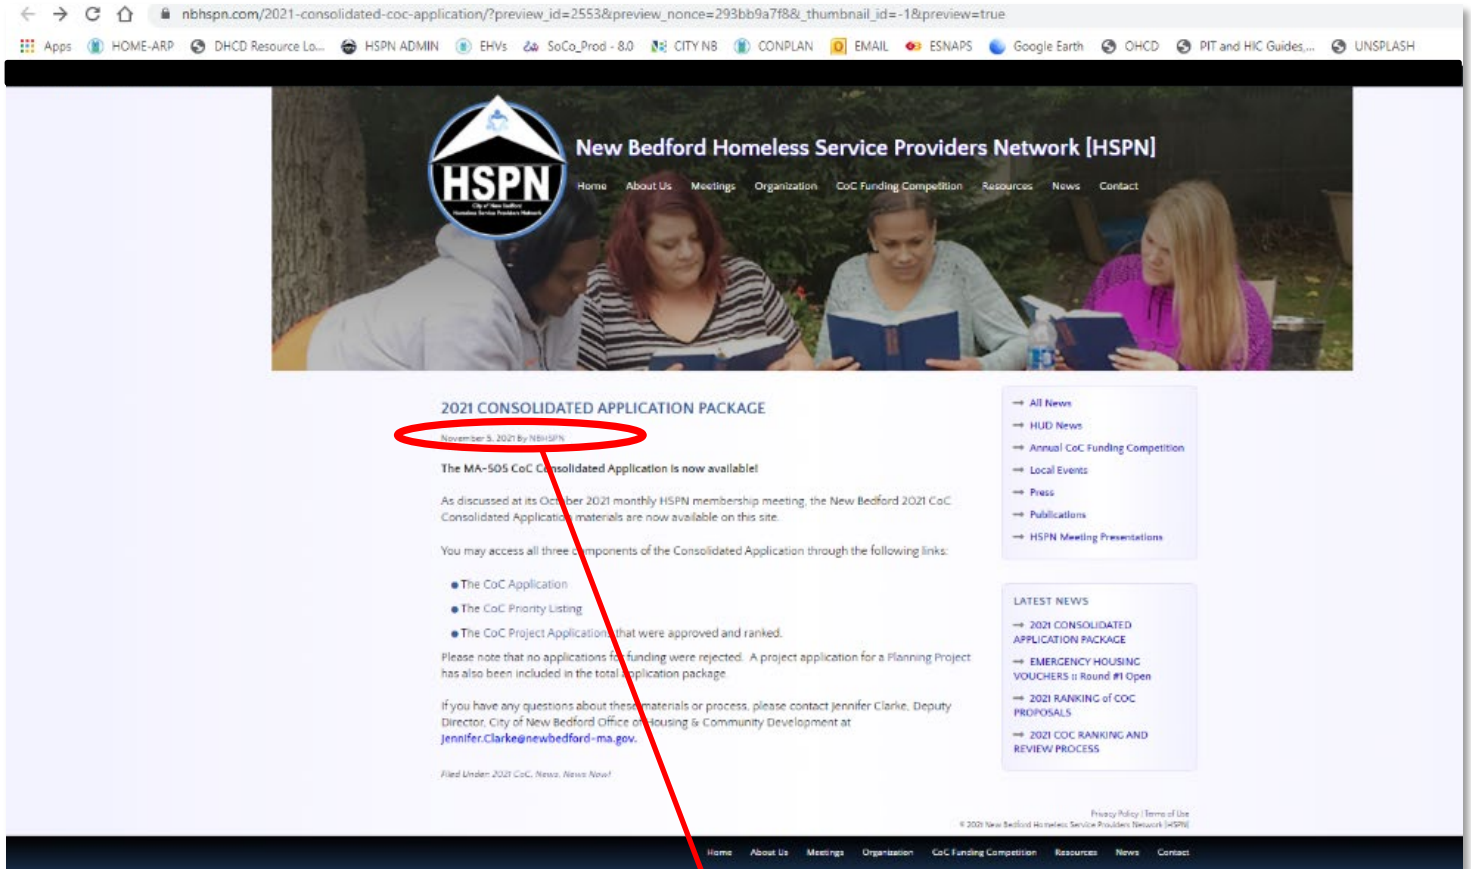 nbhspn.com/2021-consolidated-coc-application/?preview_id=2553&preview_nonce=293bb9a7f8&_thumbnail_id=-1&preview=true
Apps HOME-ARP DHCD Resource Lo... HSPN ADMIN EHVs SoCo_Prod - 8.0 CITY NB CONPLAN EMAIL ESNAPS Google Earth OHCD PIT and HIC Guides,... UNSPLASH
New Bedford Homeless Service Providers Network [HSPN]
HSPN
City of New Bedford
Homeless Service Providers Network
Home About Us Meetings Organization CoC Funding Competition Resources News Contact
2021 CONSOLIDATED APPLICATION PACKAGE
November 5, 2021 By NBHSPN
The MA-505 CoC Consolidated Application is now available!
As discussed at its October 2021 monthly HSPN membership meeting, the New Bedford 2021 CoC
Consolidated Application materials are now available on this site.
You may access all three components of the Consolidated Application through the following links:
The CoC Application
The CoC Priority Listing
The CoC Project Applications that were approved and ranked.
Please note that no applications for funding were rejected. A project application for a Planning Project
has also been included in the total application package.
If you have any questions about these materials or process, please contact Jennifer Clarke, Deputy
Director, City of New Bedford Office of Housing & Community Development at
Jennifer.Clarke@newbedford-ma.gov.
Filed Under: 2021 CoC, News, News Now!
All News
HUD News
Annual CoC Funding Competition
Local Events
Press
Publications
HSPN Meeting Presentations
LATEST NEWS
2021 CONSOLIDATED
APPLICATION PACKAGE
EMERGENCY HOUSING
VOUCHERS :: Round #1 Open
2021 RANKING of COC
PROPOSALS
2021 COC RANKING AND
REVIEW PROCESS
Privacy Policy | Terms of Use
© 2021 New Bedford Homeless Service Providers Network [HSPN]
Home About Us Meetings Organization CoC Funding Competition Resources News Contact